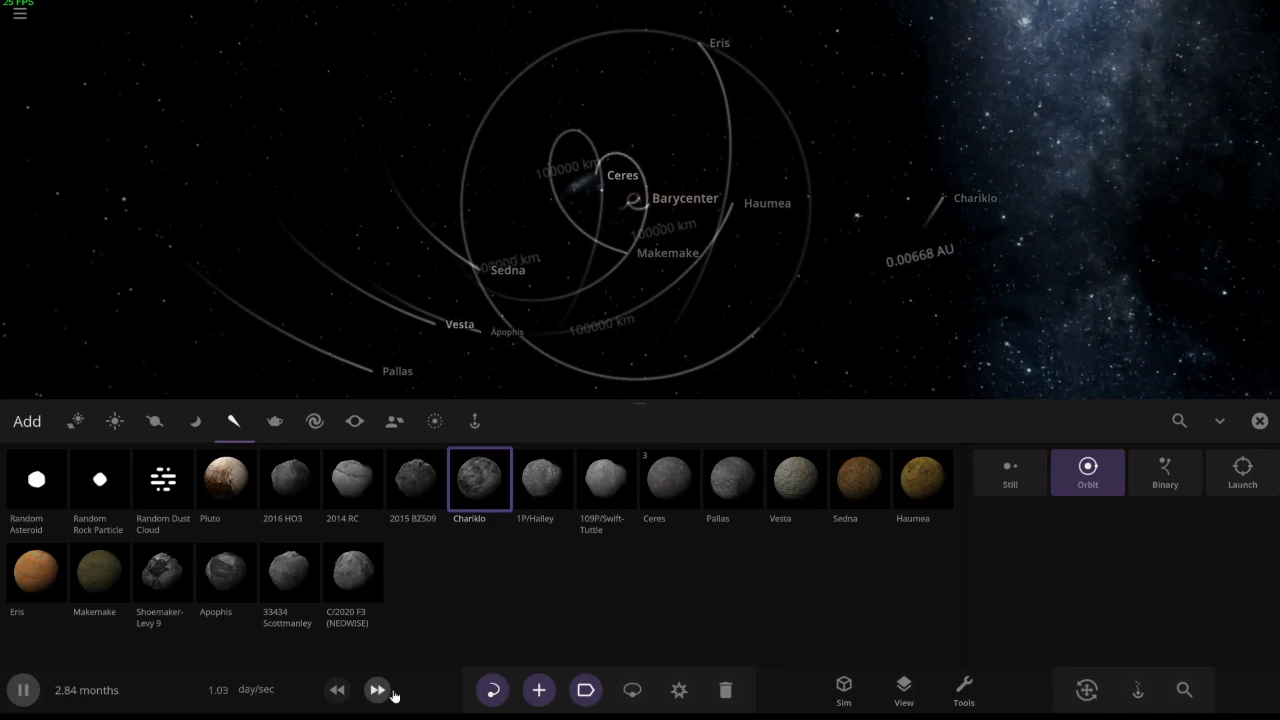 25 FPS
Eris
100000 km
Ceres
Barycenter
Haumea
Chariklo
100000 km
Makemake
0.00668 AU
00000 km
Sedna
Vesta
Apophis
100000 km
Pallas
Add
3
Still
Orbit
Binary
Launch
Random Asteroid
Random Rock Particle
Random Dust Cloud
Pluto
2016 HO3
2014 RC
2015 BZ509
Chariklo
1P/Halley
109P/Swift-Tuttle
Ceres
Pallas
Vesta
Sedna
Haumea
Eris
Makemake
Shoemaker-Levy 9
Apophis
33434 Scottmanley
C/2020 F3 (NEOWISE)
2.84 months
1.03 day/sec
Sim
View
Tools